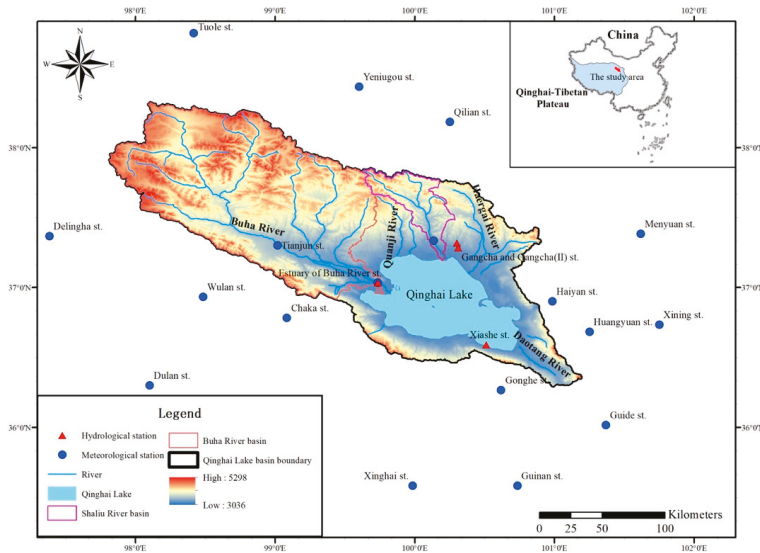 98°0'E
99°0'E
100°0'E
101°0'E
102°0'E
Tuole st.
N
W
E
S
China
The study area
Qinghai-Tibetan
Plateau
Yeniugou st.
Qilian st.
38°0'N
38°0'N
Delingha st.
Buha River
Tianjun st.
Quanji River
Haergai River
Gangcha and Gangcha(II) st.
Menyuan st.
Estuary of Buha River st.
37°0'N
37°0'N
Wulan st.
Chaka st.
Qinghai Lake
Haiyan st.
Huangyuan st.
Xining st.
Xiashe st.
Daotang River
Dulan st.
Gonghe st.
Guide st.
36°0'N
36°0'N
Legend
Hydrological station
Meteorological station
River
Qinghai Lake
Shaliu River basin
Buha River basin
Qinghai Lake basin boundary
High : 5298
Low : 3036
Xinghai st.
Guinan st.
Kilometers
0
25
50
100
98°0'E
99°0'E
100°0'E
101°0'E
102°0'E